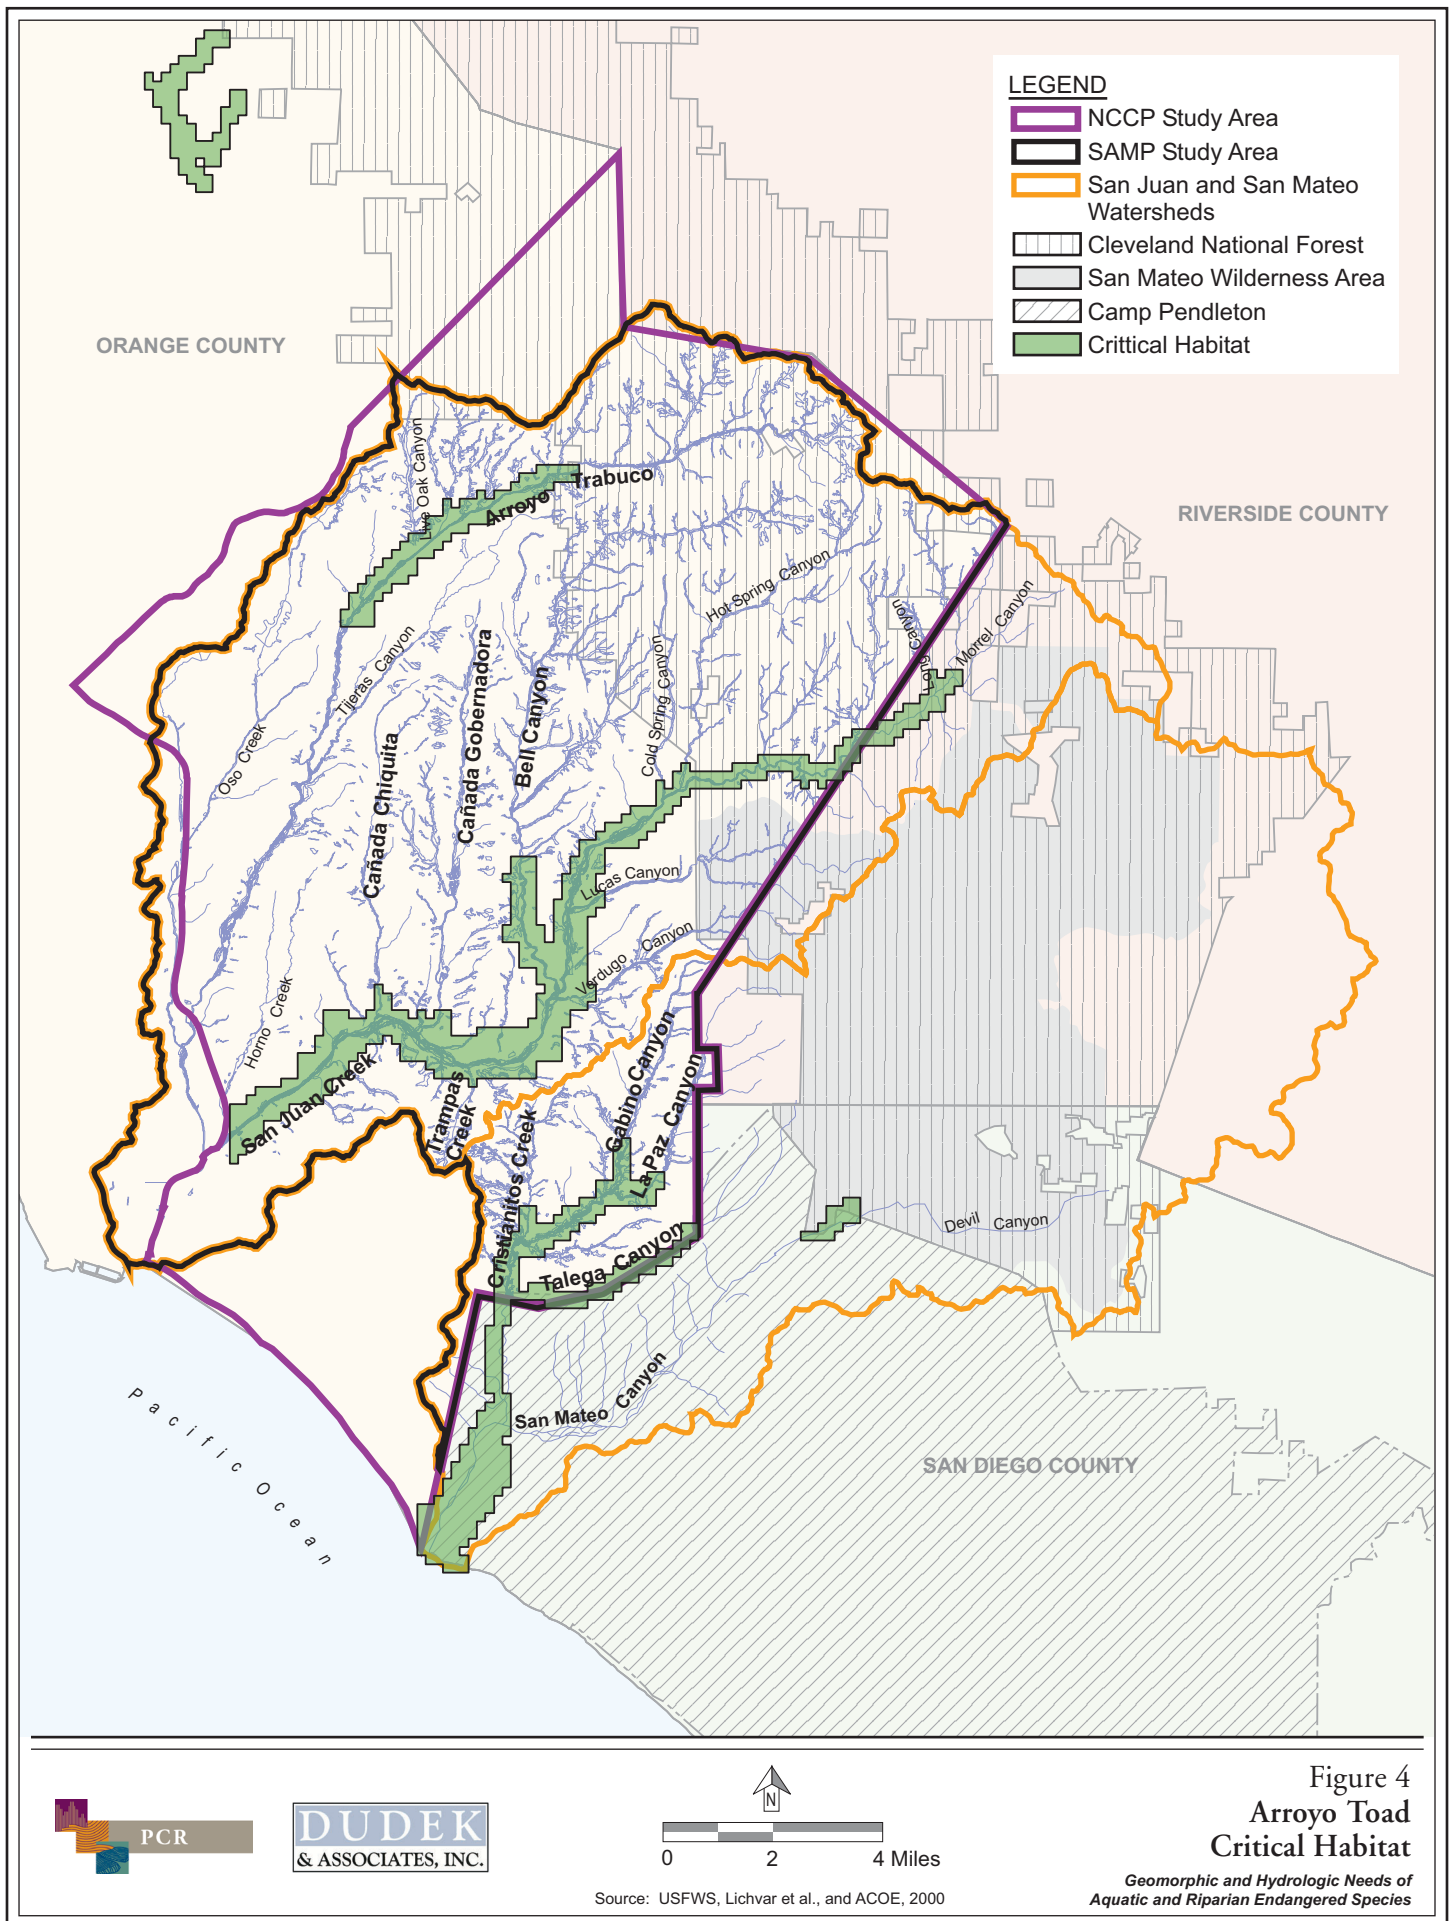 LEGEND
NCCP Study Area
SAMP Study Area
San Juan and San Mateo
Watersheds
Cleveland National Forest
San Mateo Wilderness Area
Camp Pendleton
Crittical Habitat
ORANGE COUNTY
RIVERSIDE COUNTY
Live Oak Canyon
Arroyo Trabuco
Hot Spring Canyon
Long Canyon
Morrel Canyon
Tijeras Canyon
Cañada Gobernadora
Bell Canyon
Cold Spring Canyon
Oso Creek
Cañada Chiquita
Lucas Canyon
Verdugo Canyon
Horno Creek
San Juan Creek
Trampas
Creek
Gabino Canyon
La Paz Canyon
Cristianitos Creek
Talega Canyon
Devil Canyon
San Mateo Canyon
SAN DIEGO COUNTY
Pacific Ocean
PCR
DUDEK
& ASSOCIATES, INC.
N
0 2 4 Miles
Source: USFWS, Lichvar et al., and ACOE, 2000
Figure 4
Arroyo Toad
Critical Habitat
Geomorphic and Hydrologic Needs of
Aquatic and Riparian Endangered Species